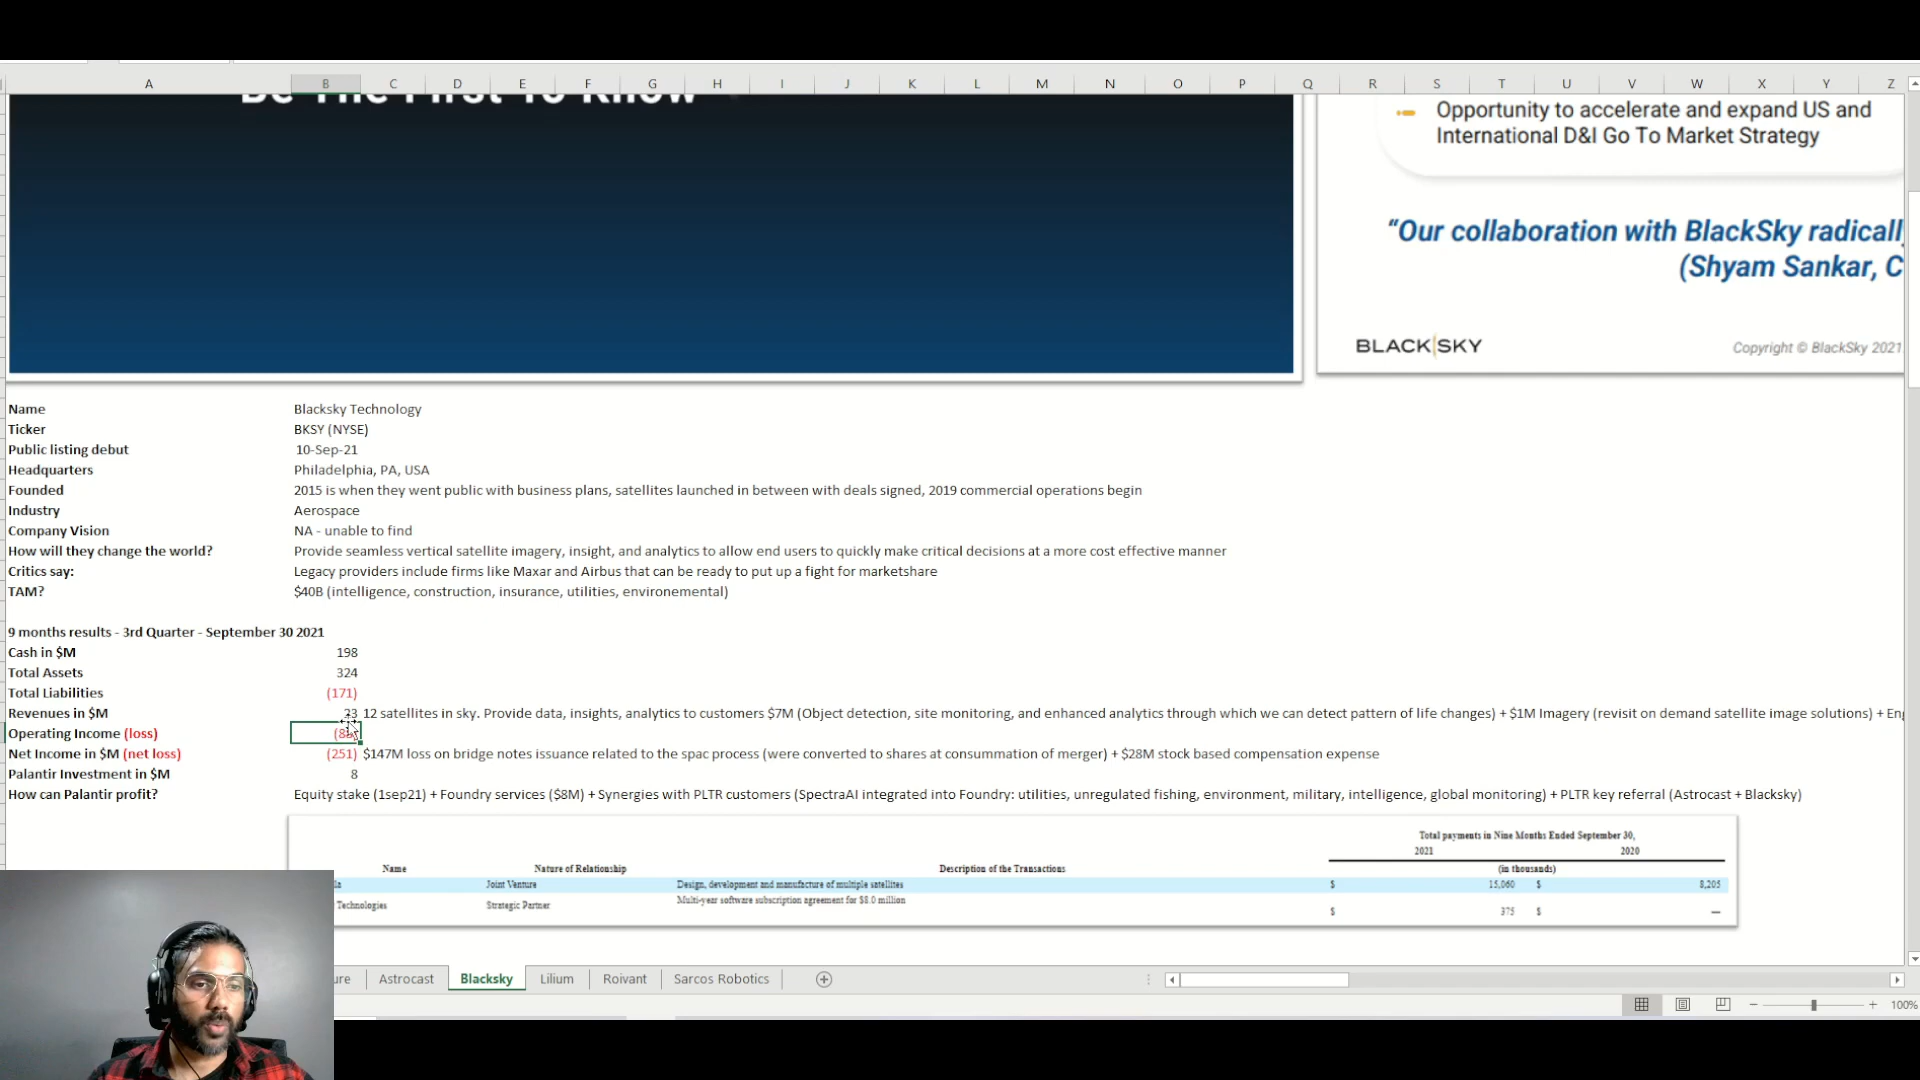 A B C D E F G H I J K L M N O P Q R S T U V W X Y Z
Be The First To Know
Opportunity to accelerate and expand US and
International D&I Go To Market Strategy
“Our collaboration with BlackSky radicall
(Shyam Sankar, C
BLACKSKY
Copyright © BlackSky 2021
Name Blacksky Technology
Ticker BKSY (NYSE)
Public listing debut 10-Sep-21
Headquarters Philadelphia, PA, USA
Founded 2015 is when they went public with business plans, satellites launched in between with deals signed, 2019 commercial operations begin
Industry Aerospace
Company Vision NA - unable to find
How will they change the world? Provide seamless vertical satellite imagery, insight, and analytics to allow end users to quickly make critical decisions at a more cost effective manner
Critics say: Legacy providers include firms like Maxar and Airbus that can be ready to put up a fight for marketshare
TAM? $40B (intelligence, construction, insurance, utilities, environemental)
9 months results - 3rd Quarter - September 30 2021
Cash in $M 198
Total Assets 324
Total Liabilities (171)
Revenues in $M 23 12 satellites in sky. Provide data, insights, analytics to customers $7M (Object detection, site monitoring, and enhanced analytics through which we can detect pattern of life changes) + $1M Imagery (revisit on demand satellite image solutions) + En
Operating Income (loss)
Net Income in $M (net loss) (251) $147M loss on bridge notes issuance related to the spac process (were converted to shares at consummation of merger) + $28M stock based compensation expense
Palantir Investment in $M 8
How can Palantir profit? Equity stake (1sep21) + Foundry services ($8M) + Synergies with PLTR customers (SpectraAI integrated into Foundry: utilities, unregulated fishing, environment, military, intelligence, global monitoring) + PLTR key referral (Astrocast + Blacksky)
Total payments in Nine Months Ended September 30,
2021 2020
Name Nature of Relationship Description of the Transactions (in thousands)
la Joint Venture Design, development and manufacture of multiple satellites $ 15,060 $ 8,205
Technologies Strategic Partner Multi-year software subscription agreement for $8.0 million $ 375 $ —
ure Astrocast Blacksky Lilium Roivant Sarcos Robotics
100%